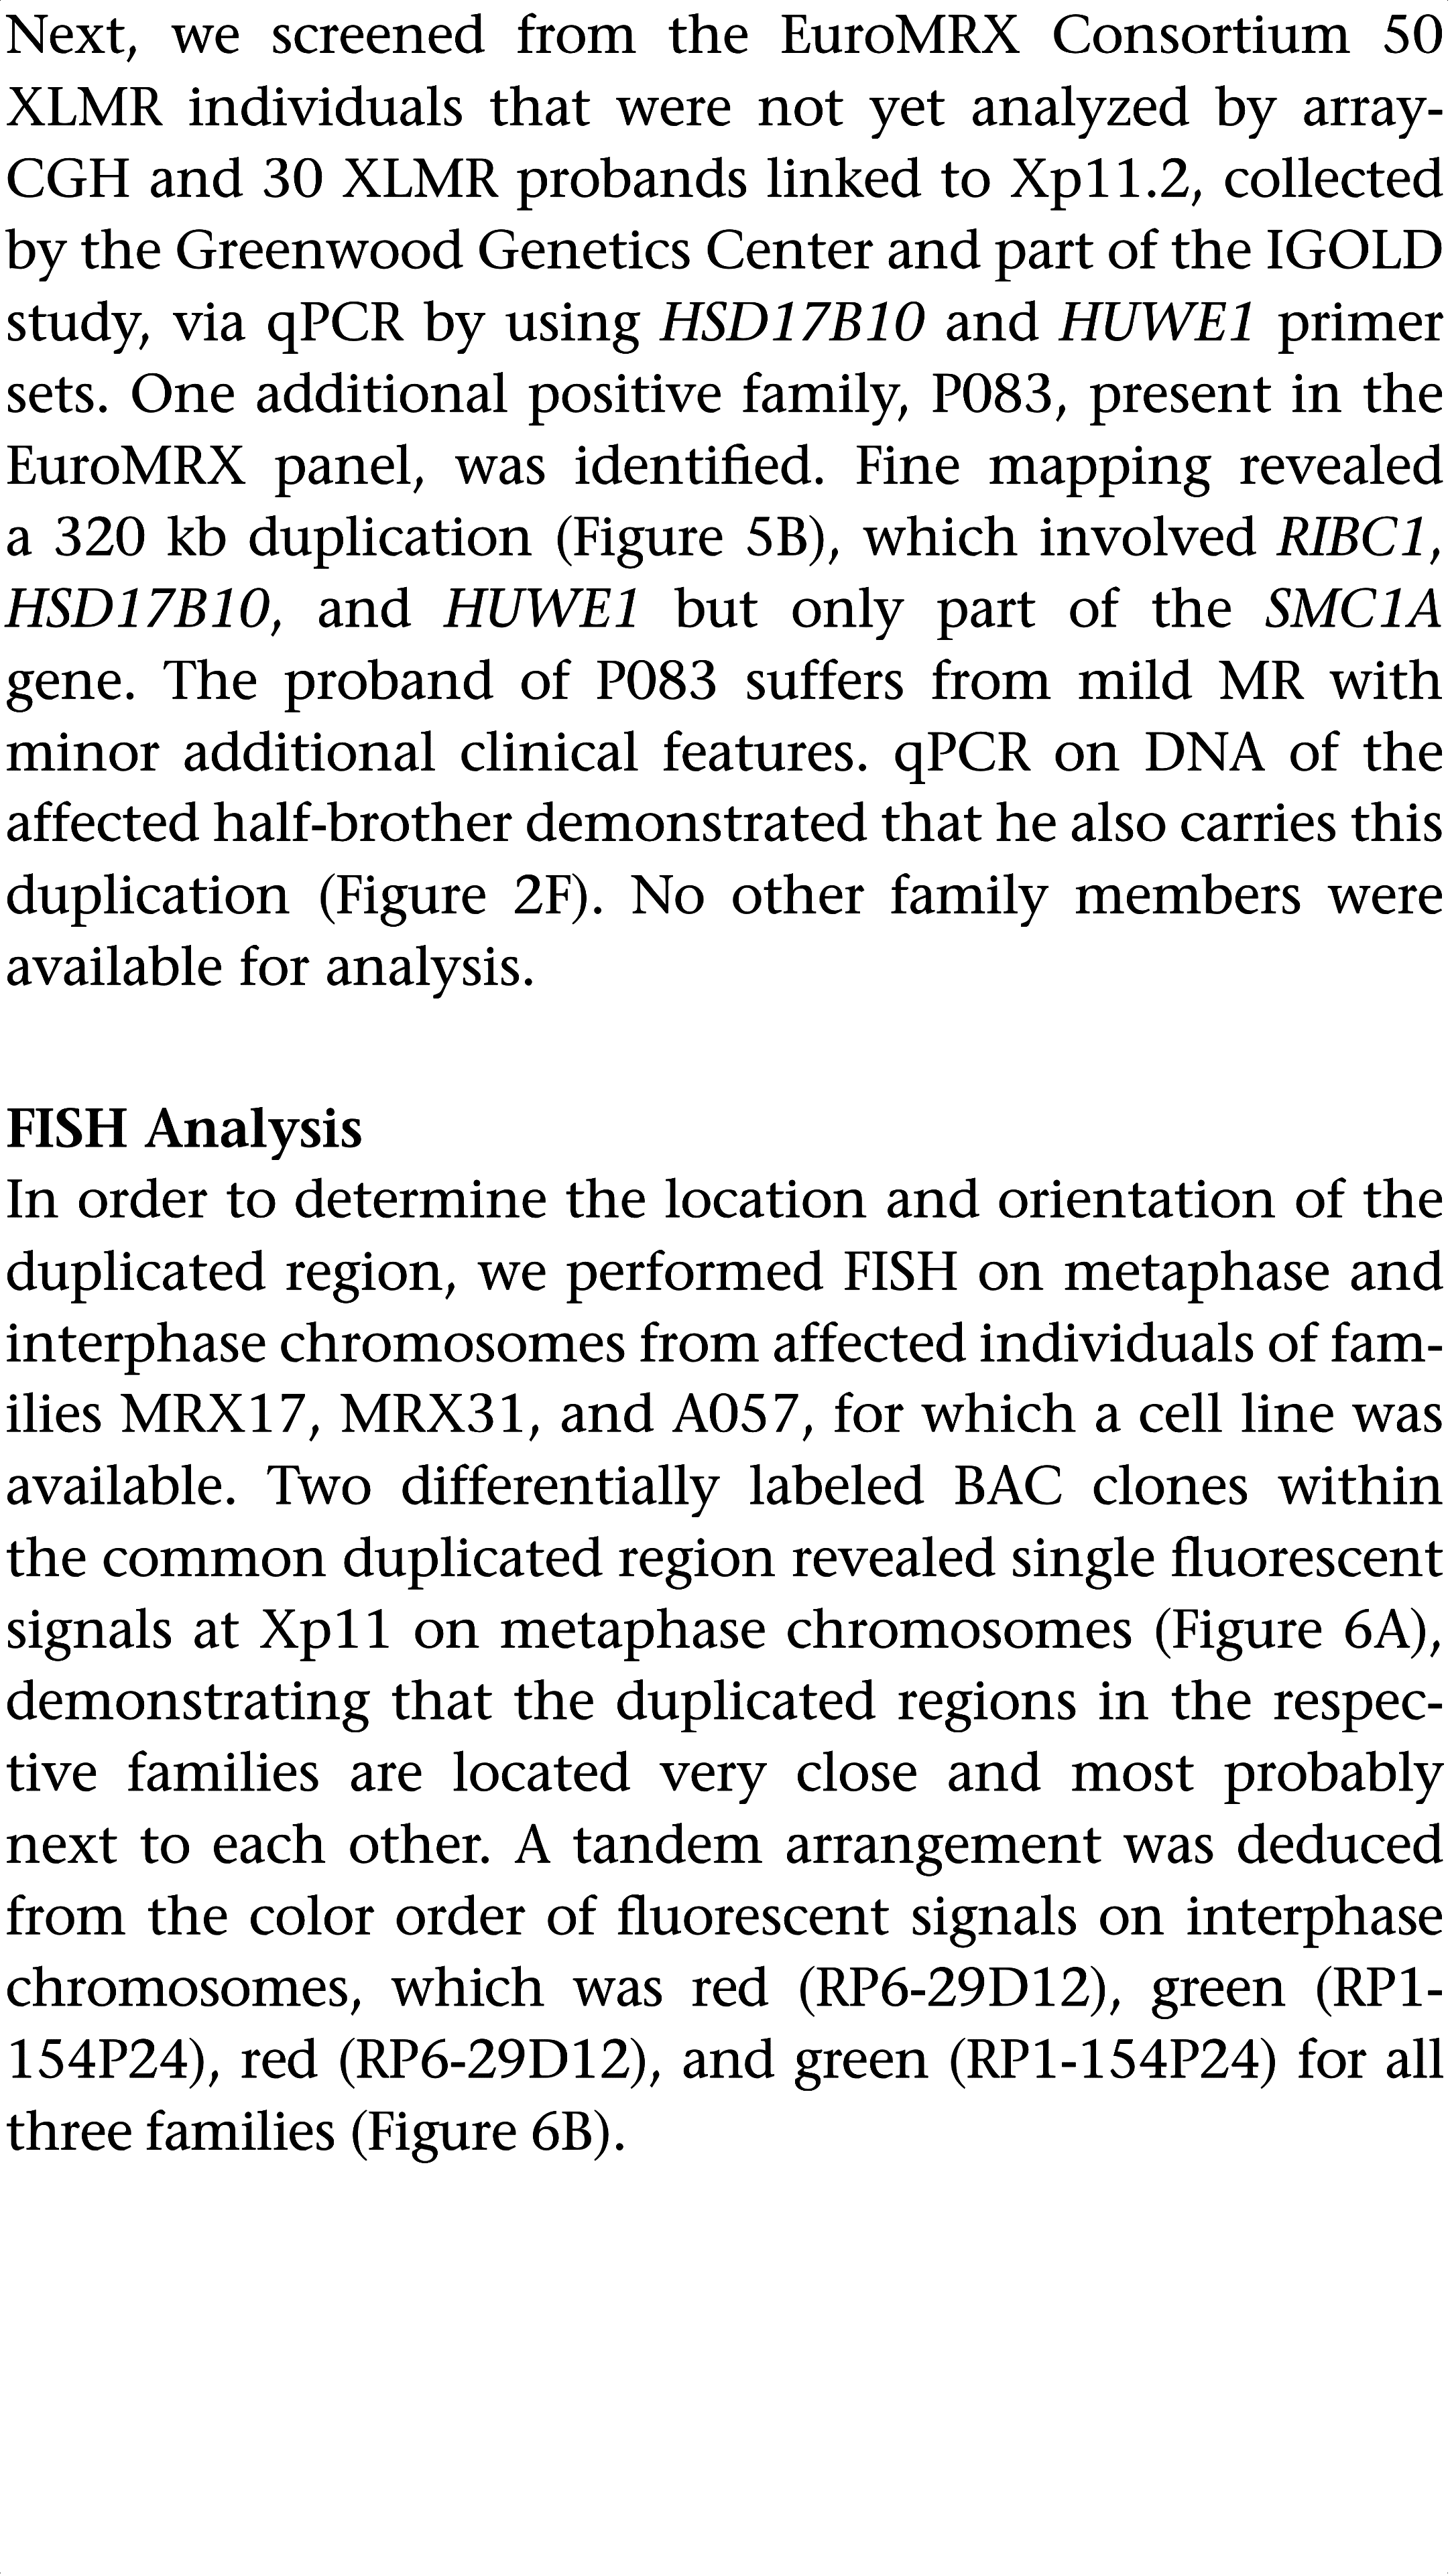 Next, we screened from the EuroMRX Consortium 50
XLMR individuals that were not yet analyzed by array-
CGH and 30 XLMR probands linked to Xp11.2, collected
by the Greenwood Genetics Center and part of the IGOLD
study, via qPCR by using HSD17B10 and HUWE1 primer
sets. One additional positive family, P083, present in the
EuroMRX panel, was identified. Fine mapping revealed
a 320 kb duplication (Figure 5B), which involved RIBC1,
HSD17B10, and HUWE1 but only part of the SMC1A
gene. The proband of P083 suffers from mild MR with
minor additional clinical features. qPCR on DNA of the
affected half-brother demonstrated that he also carries this
duplication (Figure 2F). No other family members were
available for analysis.
FISH Analysis
In order to determine the location and orientation of the
duplicated region, we performed FISH on metaphase and
interphase chromosomes from affected individuals of fam-
ilies MRX17, MRX31, and A057, for which a cell line was
available. Two differentially labeled BAC clones within
the common duplicated region revealed single fluorescent
signals at Xp11 on metaphase chromosomes (Figure 6A),
demonstrating that the duplicated regions in the respec-
tive families are located very close and most probably
next to each other. A tandem arrangement was deduced
from the color order of fluorescent signals on interphase
chromosomes, which was red (RP6-29D12), green (RP1-
154P24), red (RP6-29D12), and green (RP1-154P24) for all
three families (Figure 6B).